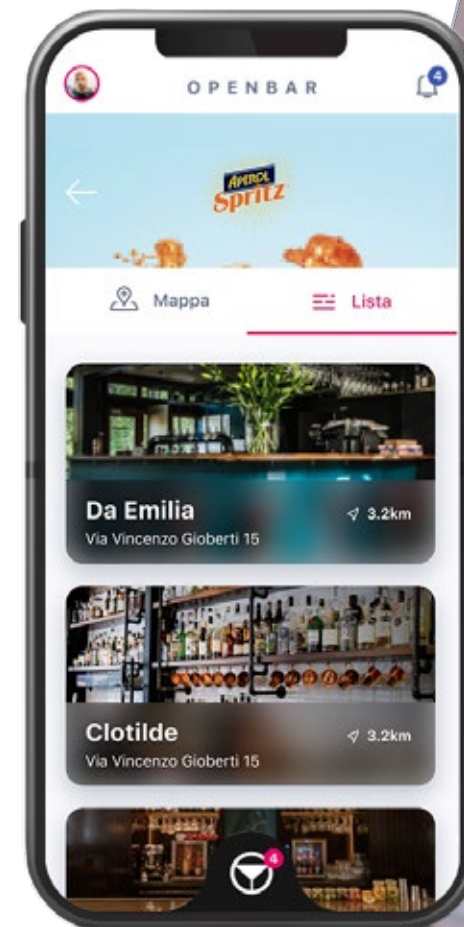 OPENBAR
4
APEROL
Spritz
Mappa
Lista
Da Emilia
3.2km
Via Vincenzo Gioberti 15
Clotilde
3.2km
Via Vincenzo Gioberti 15
4